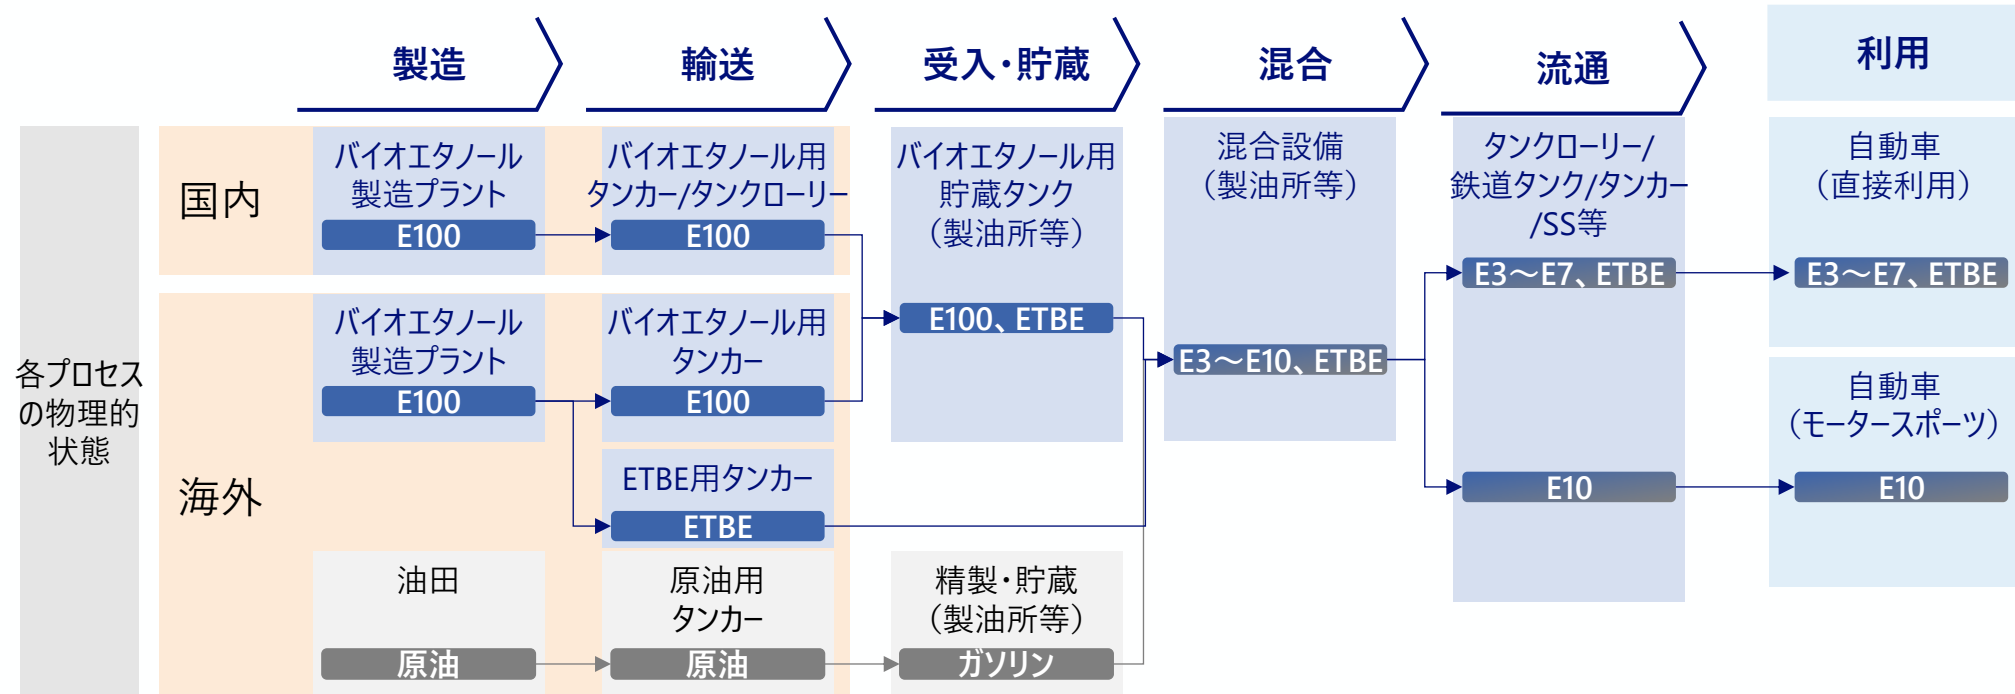 製造
輸送
受入・貯蔵
混合
流通
利用
各プロセス
の物理的
状態
国内
バイオエタノール
製造プラント
E100
バイオエタノール用
タンカー/タンクローリー
E100
バイオエタノール用
貯蔵タンク
（製油所等）
E100、ETBE
混合設備
（製油所等）
E3～E10、ETBE
タンクローリー/
鉄道タンク/タンカー
/SS等
E3～E7、ETBE
E10
自動車
（直接利用）
E3～E7、ETBE
自動車
（モータースポーツ）
E10
海外
バイオエタノール
製造プラント
E100
バイオエタノール用
タンカー
E100
ETBE用タンカー
ETBE
油田
原油
原油用
タンカー
原油
精製・貯蔵
（製油所等）
ガソリン